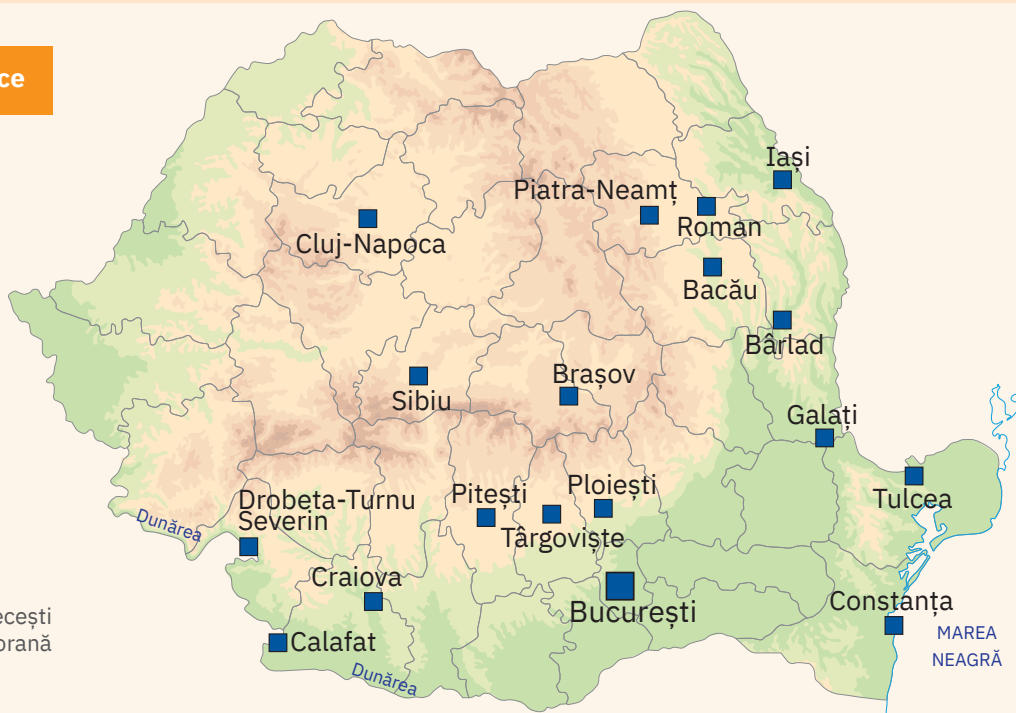 ce
Iași
Piatra-Neamț
Roman
Cluj-Napoca
Bacău
Bârlad
Brașov
Sibiu
Galați
Ploiești
Pitești
Tulcea
Drobeta-Turnu
Severin
Dunărea
Târgoviște
Craiova
București
Constanța
ecești
orană
Calafat
MAREA
NEAGRĂ
Dunărea